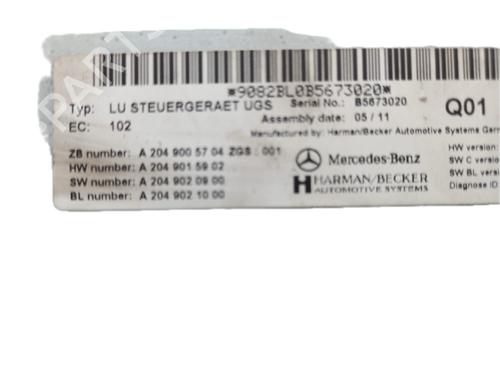 *9082BL0B5673020*
Typ: LU STEUERGERAET UGS Serial No.: B5673020 Q01
EC: 102 Assembly date: 05/11
Manufactured by: Harman/Becker Automotive Systems
ZB number: A 204 900 57 04 ZGS: 001
HW number: A 204 901 59 02
SW number: A 204 902 09 00
BL number: A 204 902 10 00
Mercedes-Benz
HARMAN/BECKER
AUTOMOTIVE SYSTEMS
HW version:
SW C version
SW BL version
Diagnose ID: